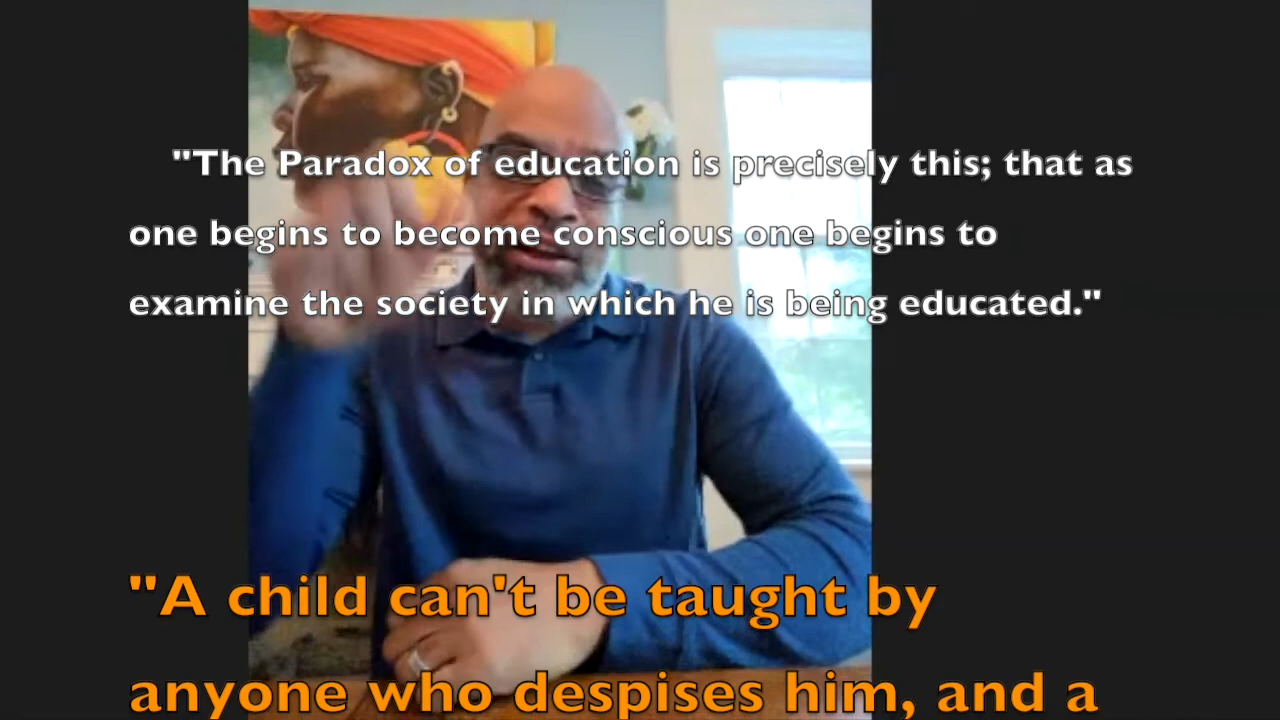 "The Paradox of education is precisely this; that as
one begins to become conscious one begins to
examine the society in which he is being educated."
"A child can't be taught by
anyone who despises him, and a